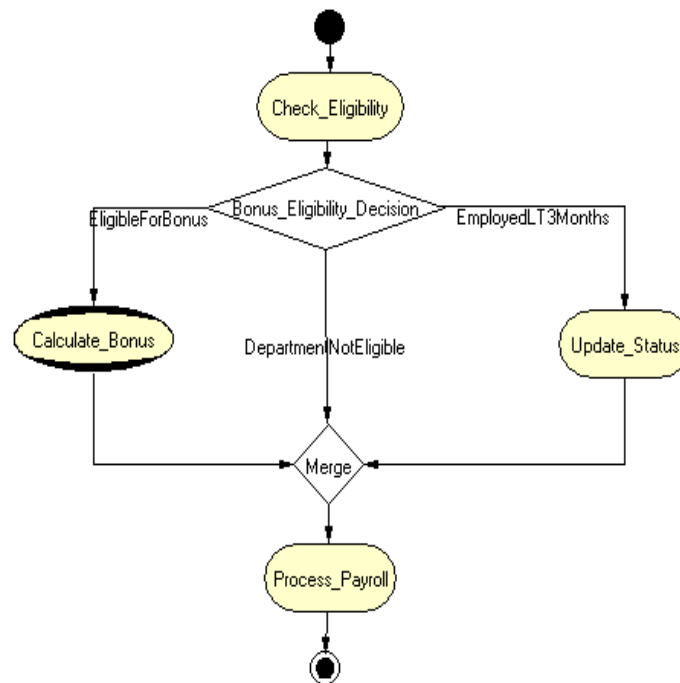 Check_Eligibility
Bonus_Eligibility_Decision
EligibleForBonus
EmployedLT3Months
Calculate_Bonus
DepartmentNotEligible
Update_Status
Merge
Process_Payroll